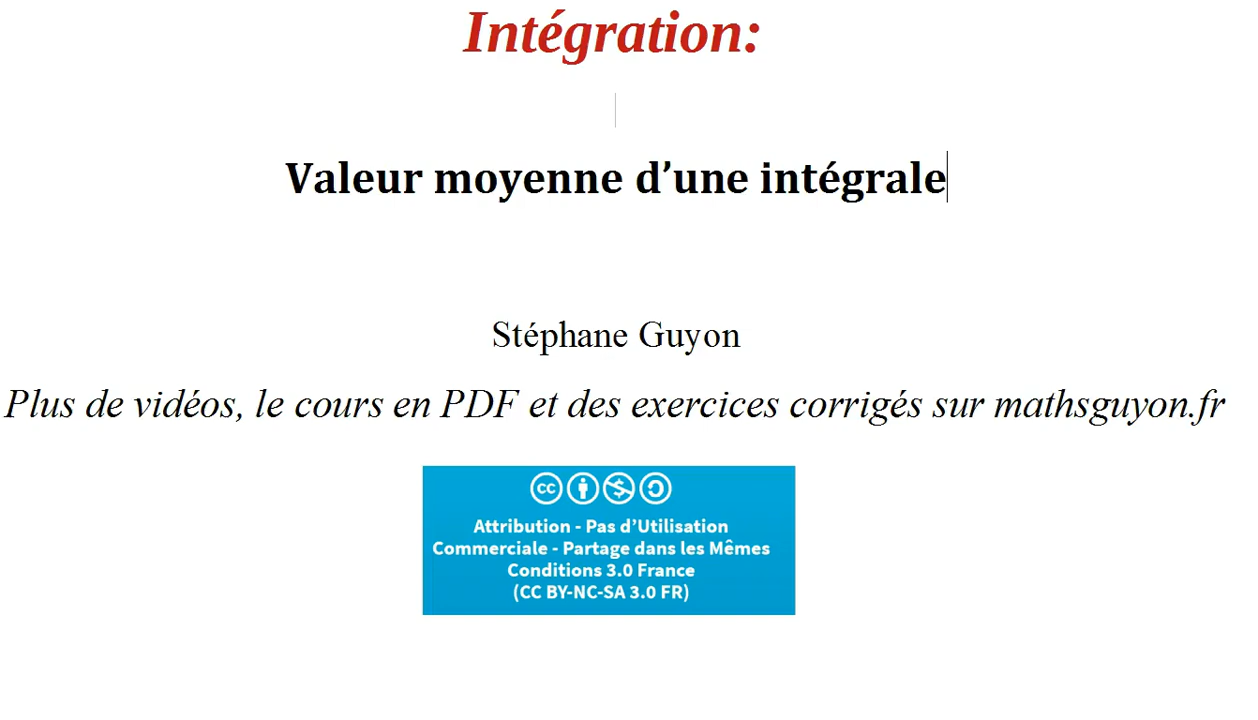 Intégration:
Valeur moyenne d’une intégrale
Stéphane Guyon
Plus de vidéos, le cours en PDF et des exercices corrigés sur mathsguyon.fr
cc
Attribution - Pas d’Utilisation
Commerciale - Partage dans les Mêmes
Conditions 3.0 France
(CC BY-NC-SA 3.0 FR)